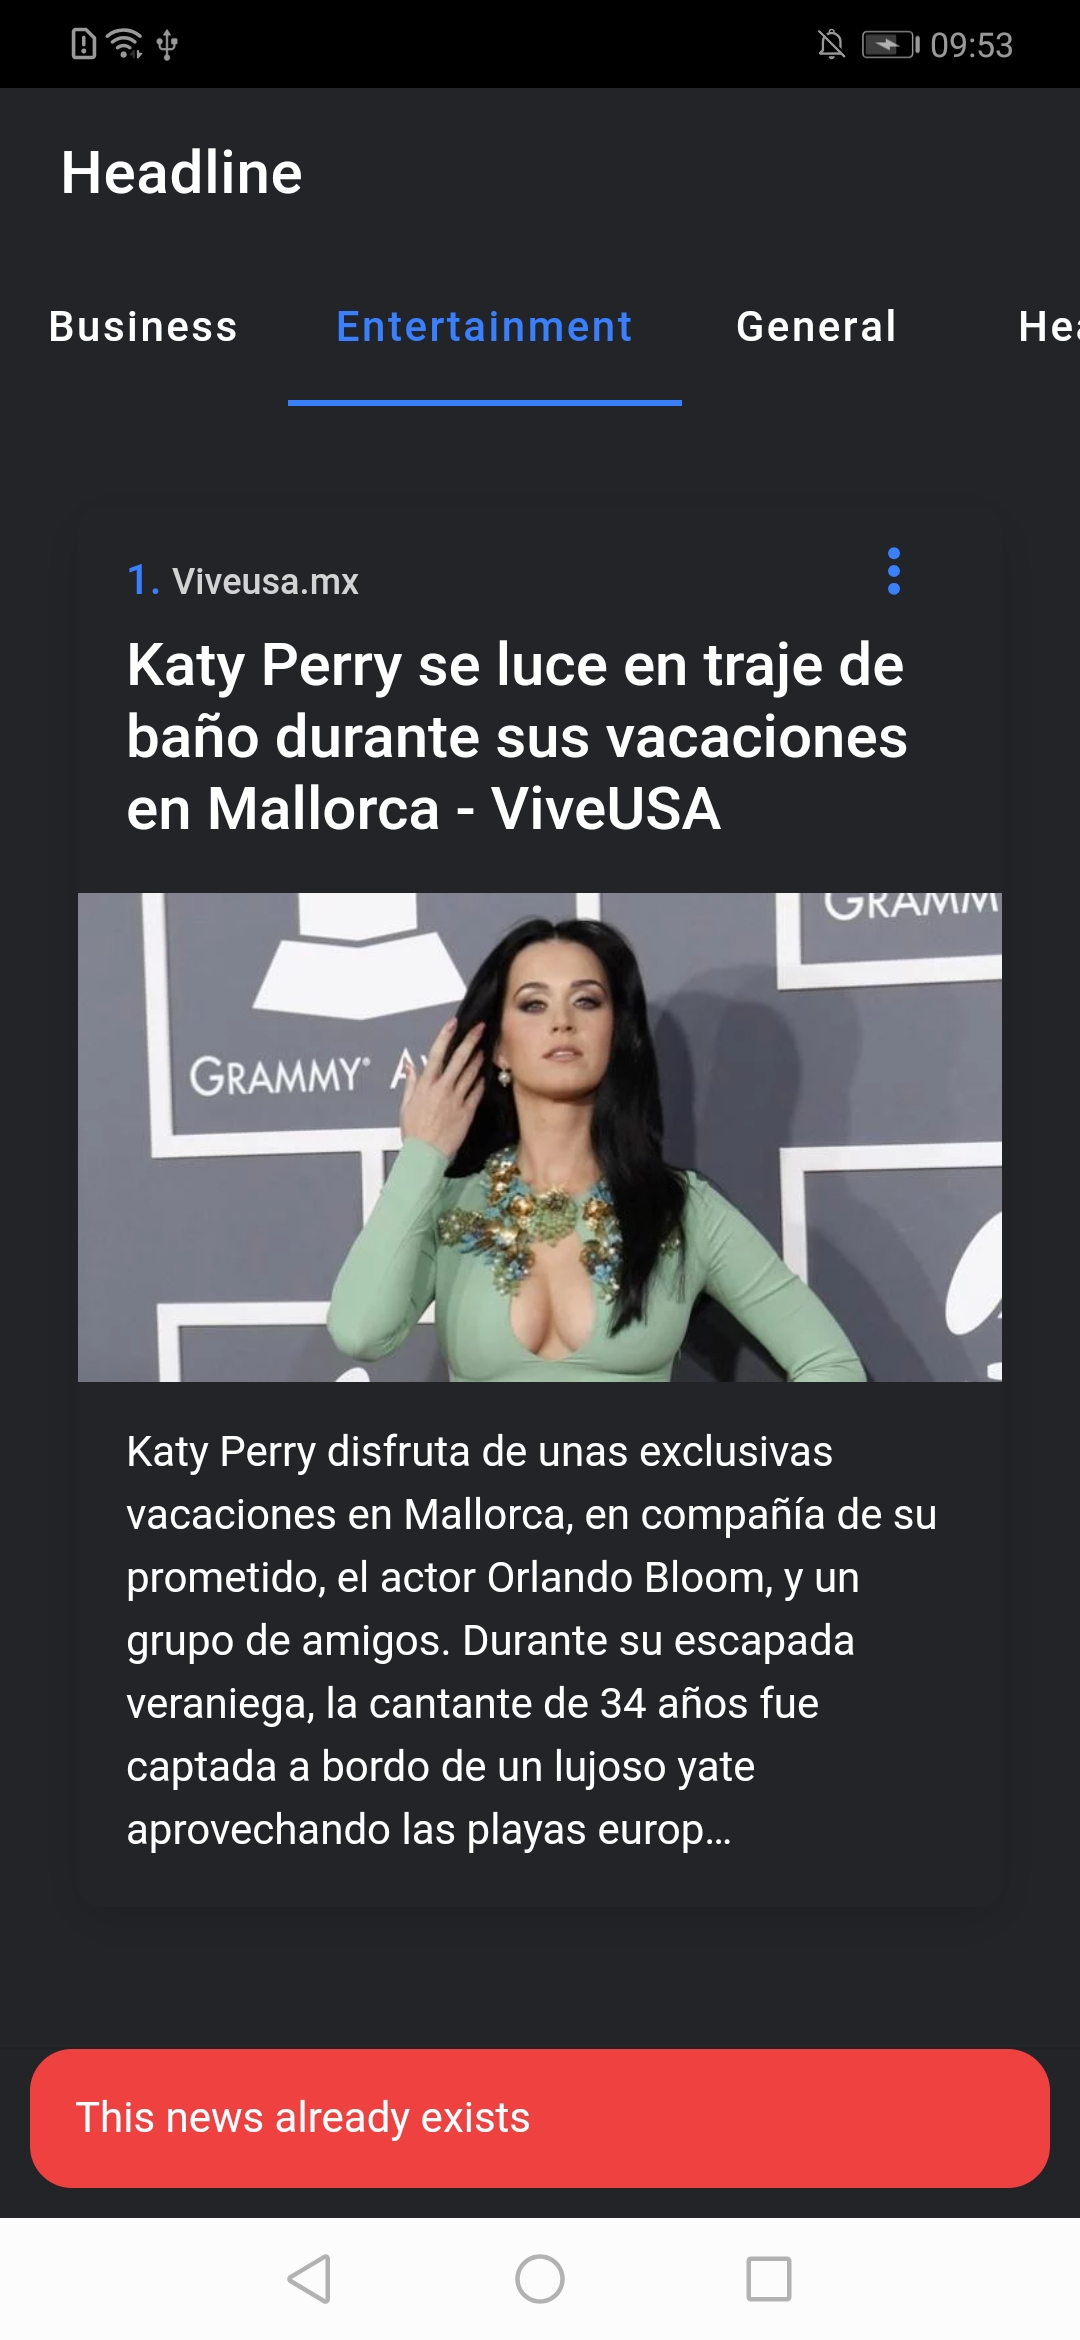 09:53
Headline
Business Entertainment General Hea
1. Viveusa.mx
Katy Perry se luce en traje de
baño durante sus vacaciones
en Mallorca - ViveUSA
GRAMM
GRAMMY® A
Katy Perry disfruta de unas exclusivas
vacaciones en Mallorca, en compañía de su
prometido, el actor Orlando Bloom, y un
grupo de amigos. Durante su escapada
veraniega, la cantante de 34 años fue
captada a bordo de un lujoso yate
aprovechando las playas europ...
This news already exists